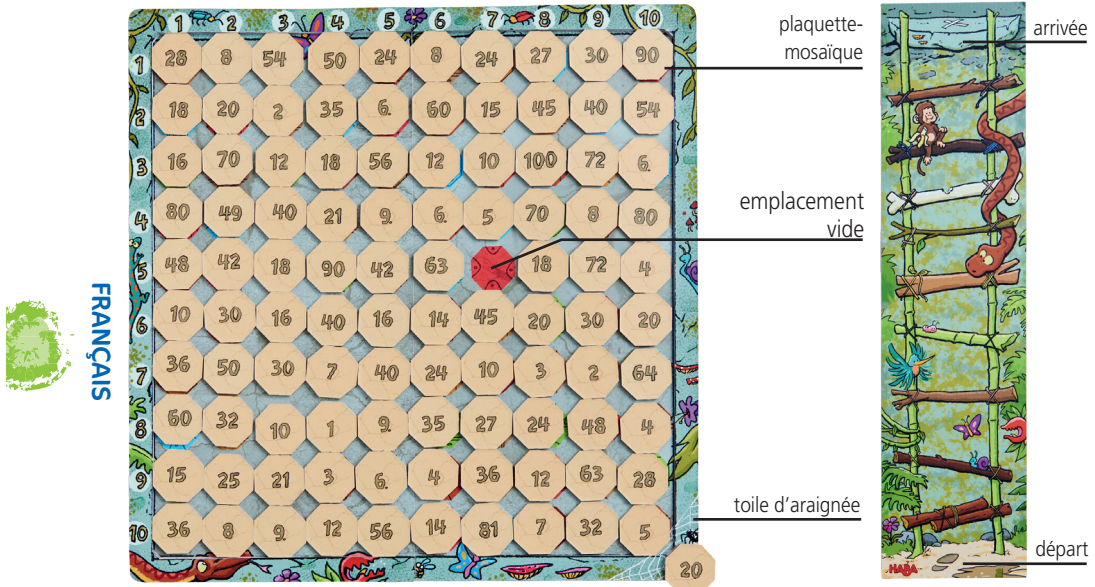 FRANÇAIS
1 2 3 4 5 6 7 8 9 10
1 28 8 54 50 24 8 24 27 30 90
2 18 20 2 35 6. 60 15 45 40 54
3 16 70 12 18 56 12 10 100 72 6.
4 80 49 40 21 9. 6. 5 70 8 80
5 48 42 18 90 42 63 18 72 4
6 10 30 16 40 16 14 45 20 30 20
7 36 50 30 7 40 24 10 3 2 64
8 60 32 10 1 9. 35 27 24 48 4
9 15 25 21 3 6. 4 36 12 63 28
10 36 8 9. 12 56 14 81 7 32 5
20
plaquette-
mosaïque
emplacement
vide
toile d'araignée
arrivée
départ
HABA